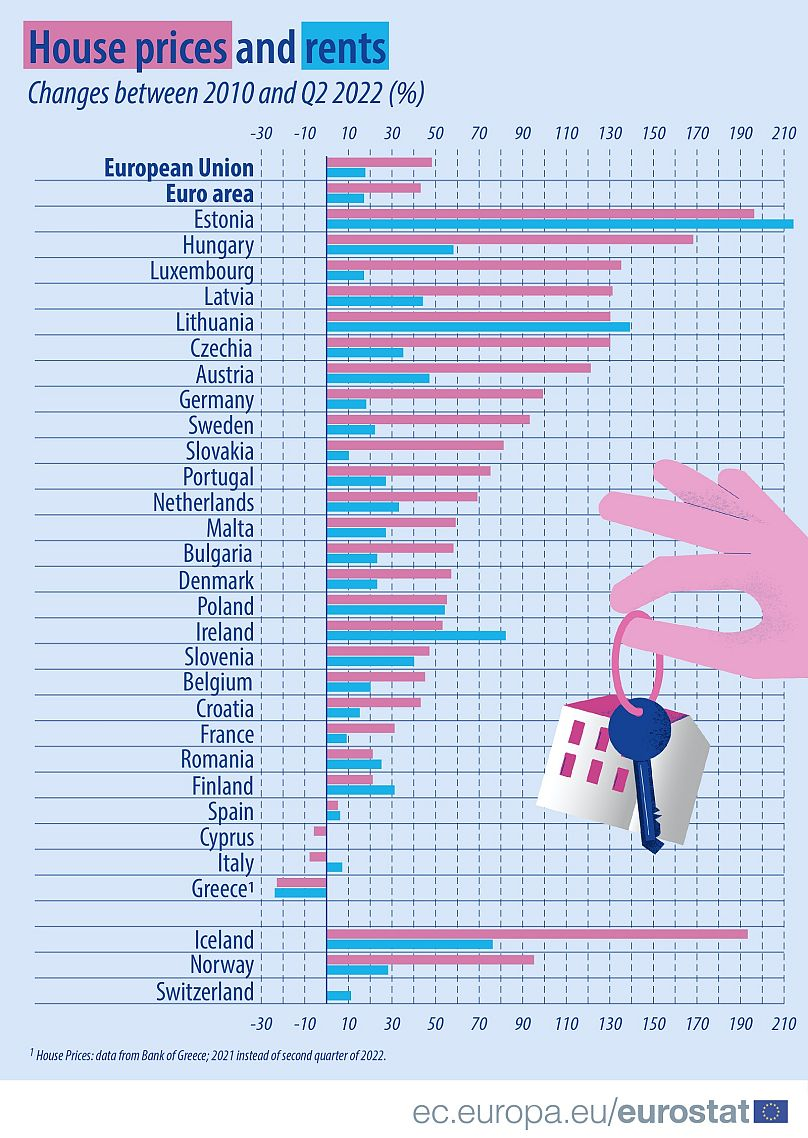 House prices and rents
Changes between 2010 and Q2 2022 (%)
-30 -10 10 30 50 70 90 110 130 150 170 190 210
European Union
Euro area
Estonia
Hungary
Luxembourg
Latvia
Lithuania
Czechia
Austria
Germany
Sweden
Slovakia
Portugal
Netherlands
Malta
Bulgaria
Denmark
Poland
Ireland
Slovenia
Belgium
Croatia
France
Romania
Finland
Spain
Cyprus
Italy
Greece¹
Iceland
Norway
Switzerland
-30 -10 10 30 50 70 90 110 130 150 170 190 210
¹ House Prices: data from Bank of Greece; 2021 instead of second quarter of 2022.
ec.europa.eu/eurostat